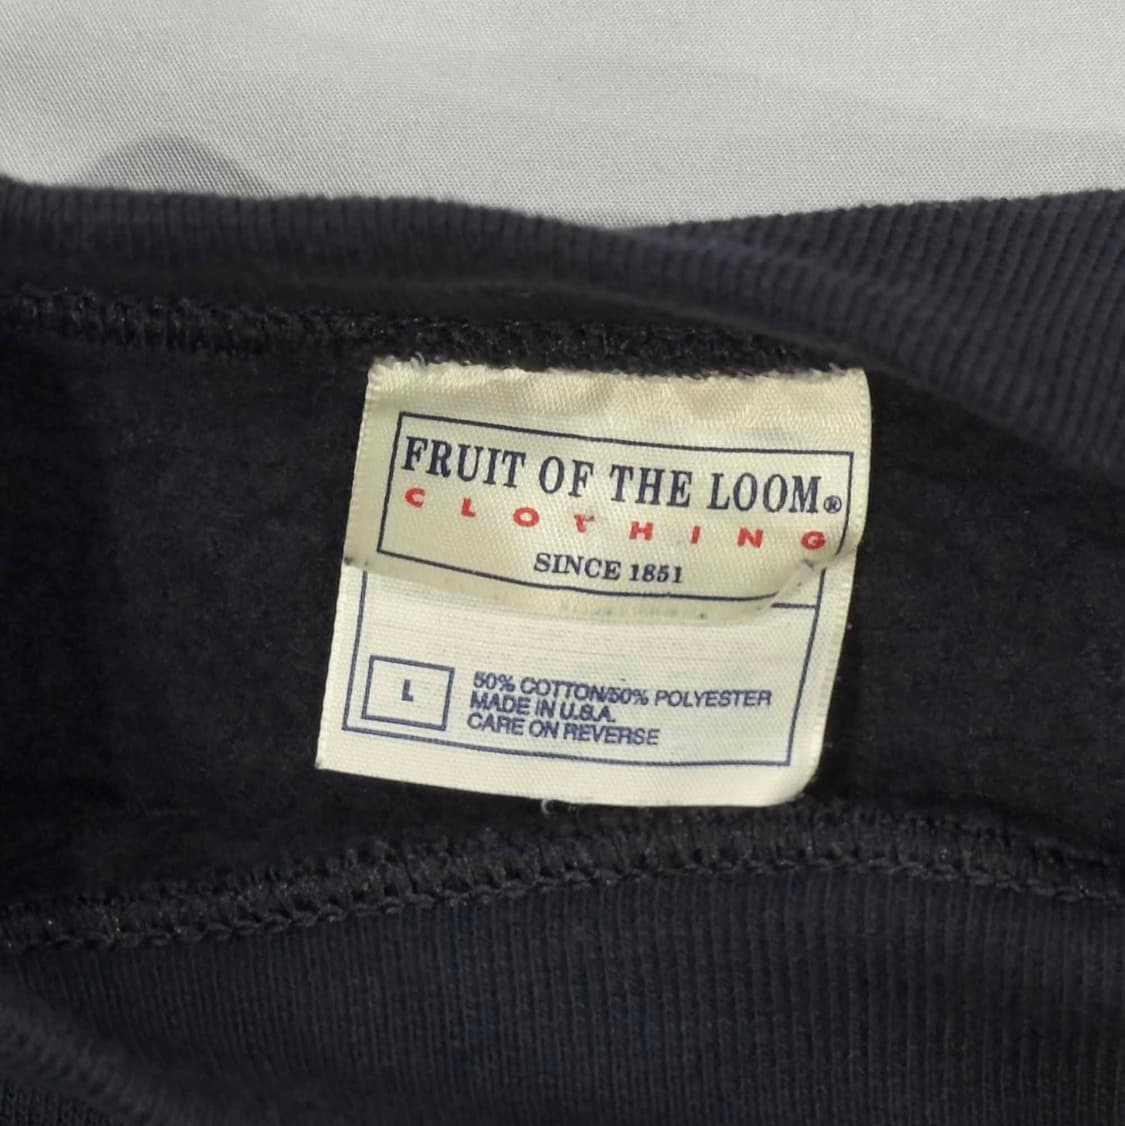 FRUIT OF THE LOOM®
CLOTHING
SINCE 1851
L
50% COTTON/50% POLYESTER
MADE IN U.S.A.
CARE ON REVERSE